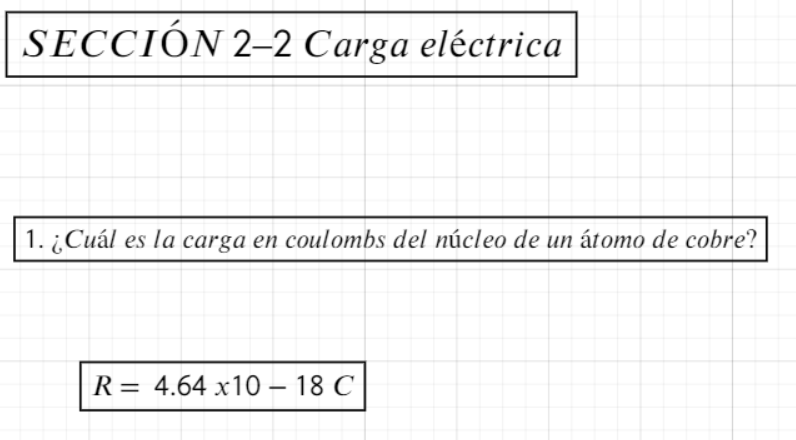 SECCIÓN 2–2 Carga eléctrica
1. ¿Cuál es la carga en coulombs del núcleo de un átomo de cobre?
R = 4.64 x10 − 18 C